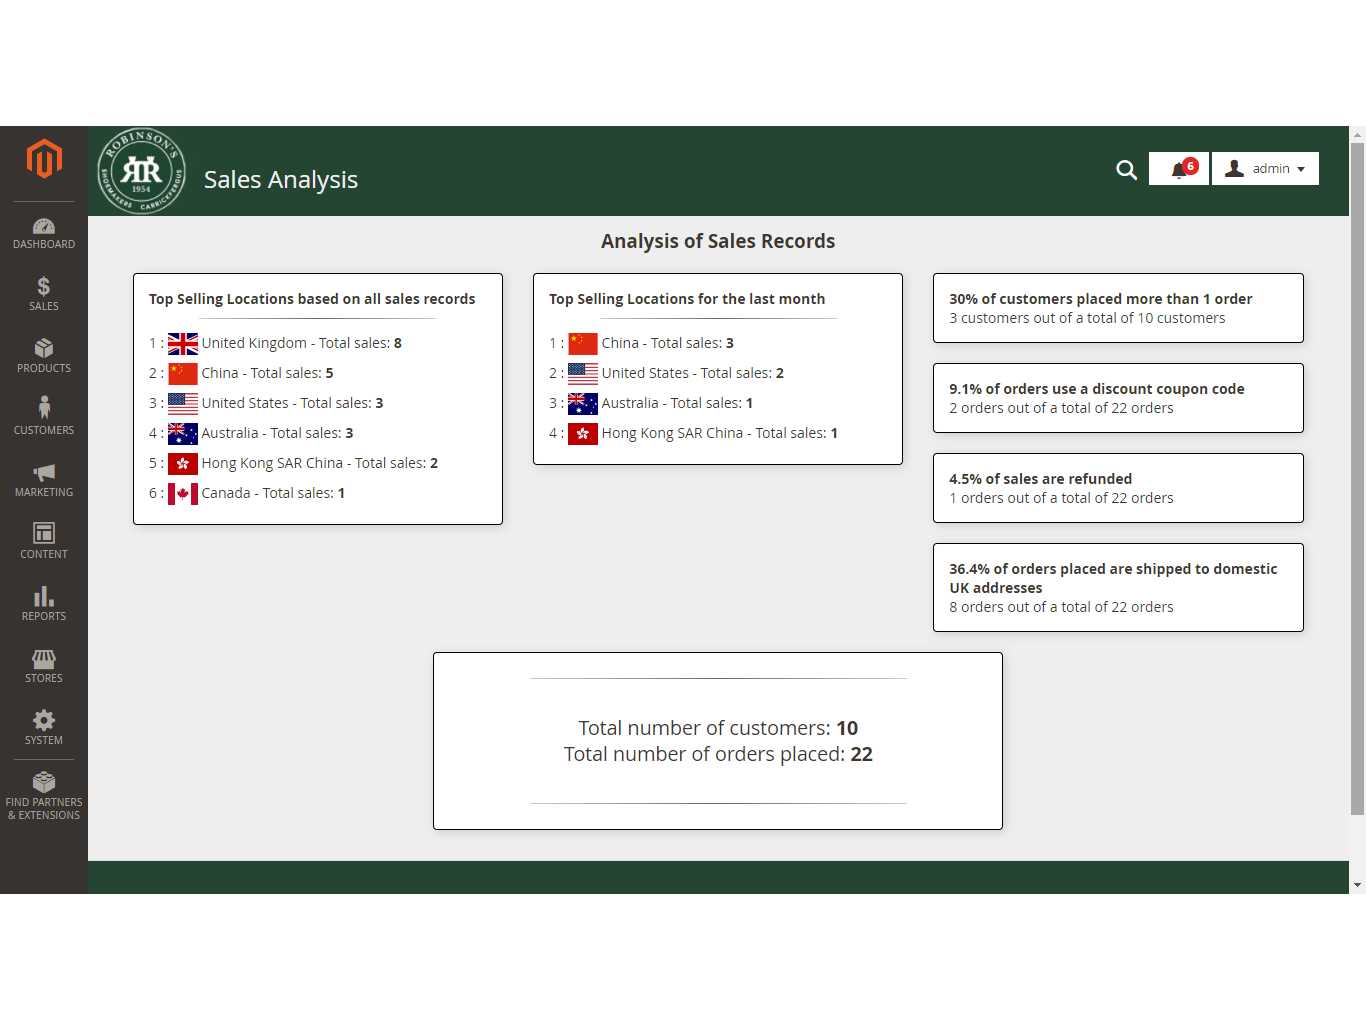 ROBINSON'S
SHOEMAKERS CARRICKFERGUS
1954
Sales Analysis
6
admin
DASHBOARD
SALES
PRODUCTS
CUSTOMERS
MARKETING
CONTENT
REPORTS
STORES
SYSTEM
FIND PARTNERS
& EXTENSIONS
Analysis of Sales Records
Top Selling Locations based on all sales records
1 : United Kingdom - Total sales: 8
2 : China - Total sales: 5
3 : United States - Total sales: 3
4 : Australia - Total sales: 3
5 : Hong Kong SAR China - Total sales: 2
6 : Canada - Total sales: 1
Top Selling Locations for the last month
1 : China - Total sales: 3
2 : United States - Total sales: 2
3 : Australia - Total sales: 1
4 : Hong Kong SAR China - Total sales: 1
30% of customers placed more than 1 order
3 customers out of a total of 10 customers
9.1% of orders use a discount coupon code
2 orders out of a total of 22 orders
4.5% of sales are refunded
1 orders out of a total of 22 orders
36.4% of orders placed are shipped to domestic
UK addresses
8 orders out of a total of 22 orders
Total number of customers: 10
Total number of orders placed: 22